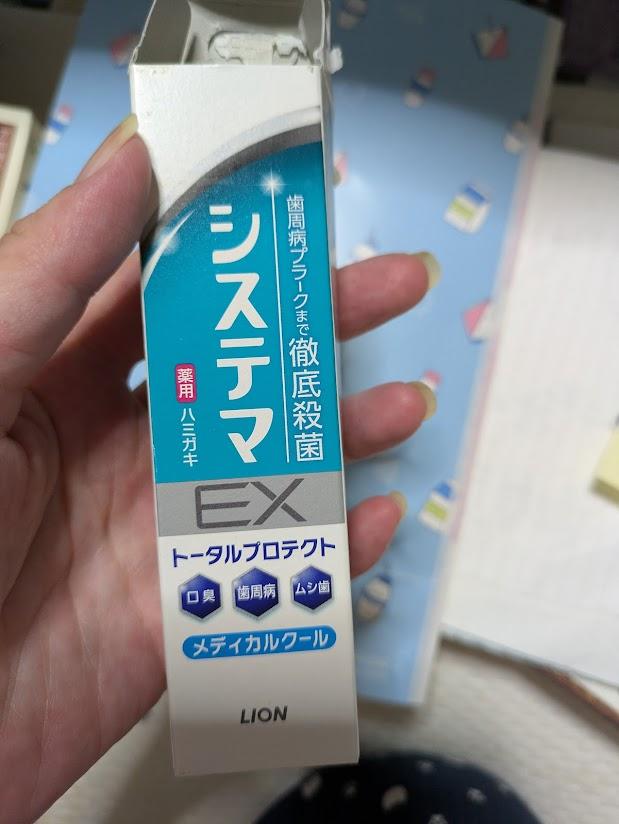 歯周病プラークまで徹底殺菌
システマ
薬用
ハミガキ
EX
トータルプロテクト
口臭
歯周病
ムシ歯
メディカルクール
LION